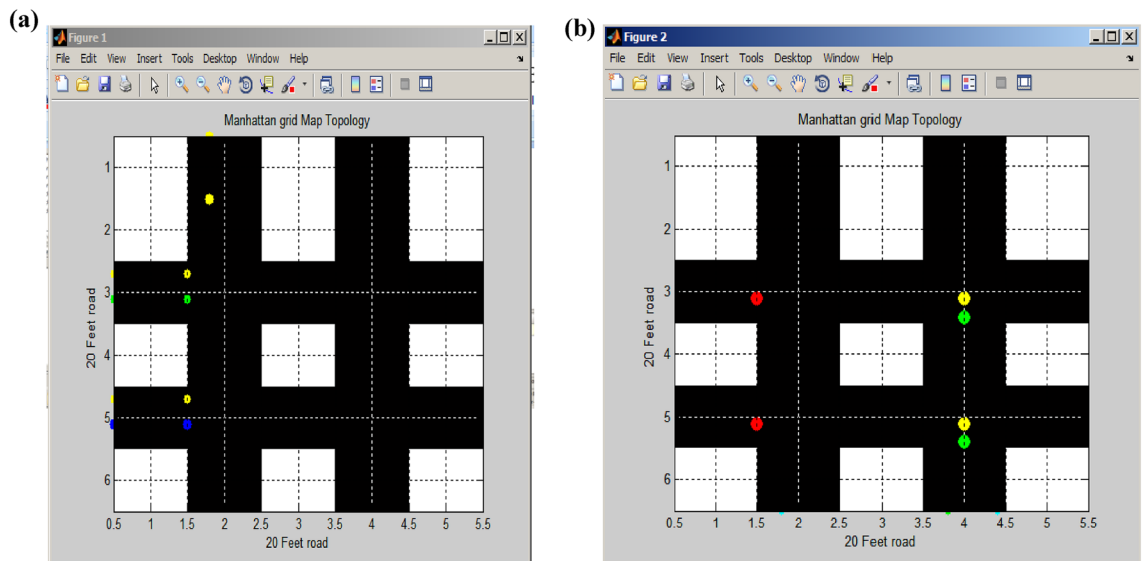 (a)
Figure 1
File Edit View Insert Tools Desktop Window Help
Manhattan grid Map Topology
1
2
3
4
5
6
20 Feet road
0.5 1 1.5 2 2.5 3 3.5 4 4.5 5 5.5
20 Feet road
(b)
Figure 2
File Edit View Insert Tools Desktop Window Help
Manhattan grid Map Topology
1
2
3
4
5
6
20 Feet road
0.5 1 1.5 2 2.5 3 3.5 4 4.5 5 5.5
20 Feet road